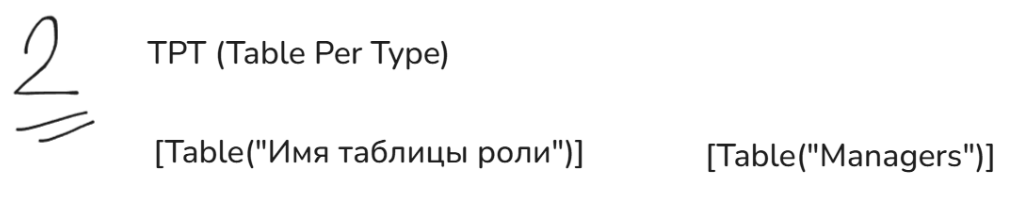 2 TPT (Table Per Type)
[Table("Имя таблицы роли")] [Table("Managers")]